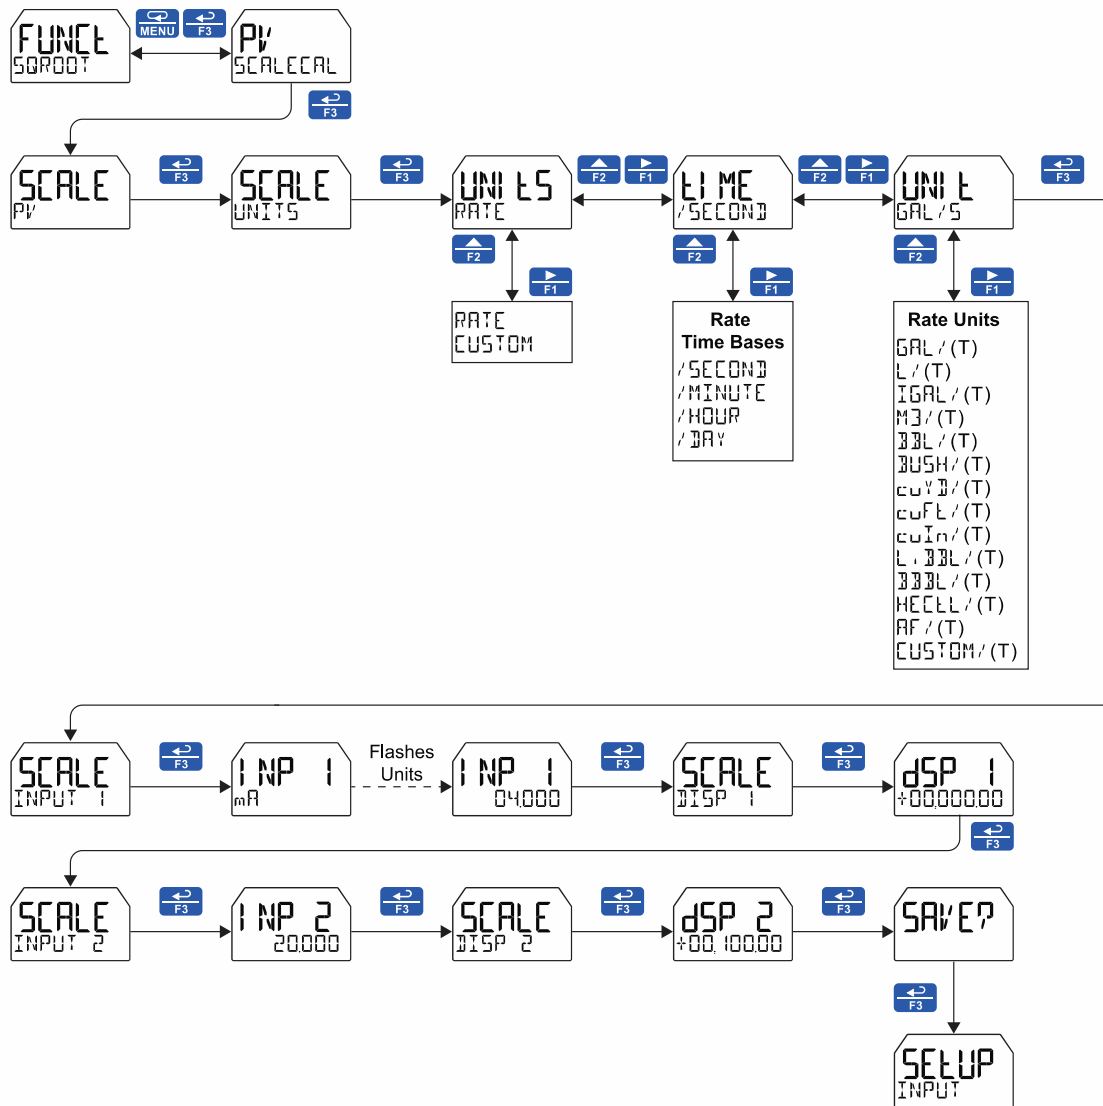 FUNCt
SQROOT
MENU
F3
PV
SCALECAL
F3
SCALE
PV
F3
SCALE
UNITS
F3
UNItS
RATE
F2
F1
tIME
/SECOND
F2
F1
UNIt
GAL/S
F3
F2
F1
RATE
CUSTOM
F2
F1
Rate
Time Bases
/SECOND
/MINUTE
/HOUR
/DAY
F2
F1
Rate Units
GAL/(T)
L/(T)
IGAL/(T)
M3/(T)
BBL/(T)
BUSH/(T)
cuYD/(T)
cuFt/(T)
cuIn/(T)
LiBBL/(T)
BBBL/(T)
HECtL/(T)
AF/(T)
CUSTOM/(T)
SCALE
INPUT 1
F3
INP 1
mA
Flashes
Units
INP 1
04.000
F3
SCALE
DISP 1
F3
dSP 1
+00,000.00
F3
SCALE
INPUT 2
F3
INP 2
20.000
F3
SCALE
DISP 2
F3
dSP 2
+00,100.00
F3
SAVE?
F3
SEtUP
INPUT